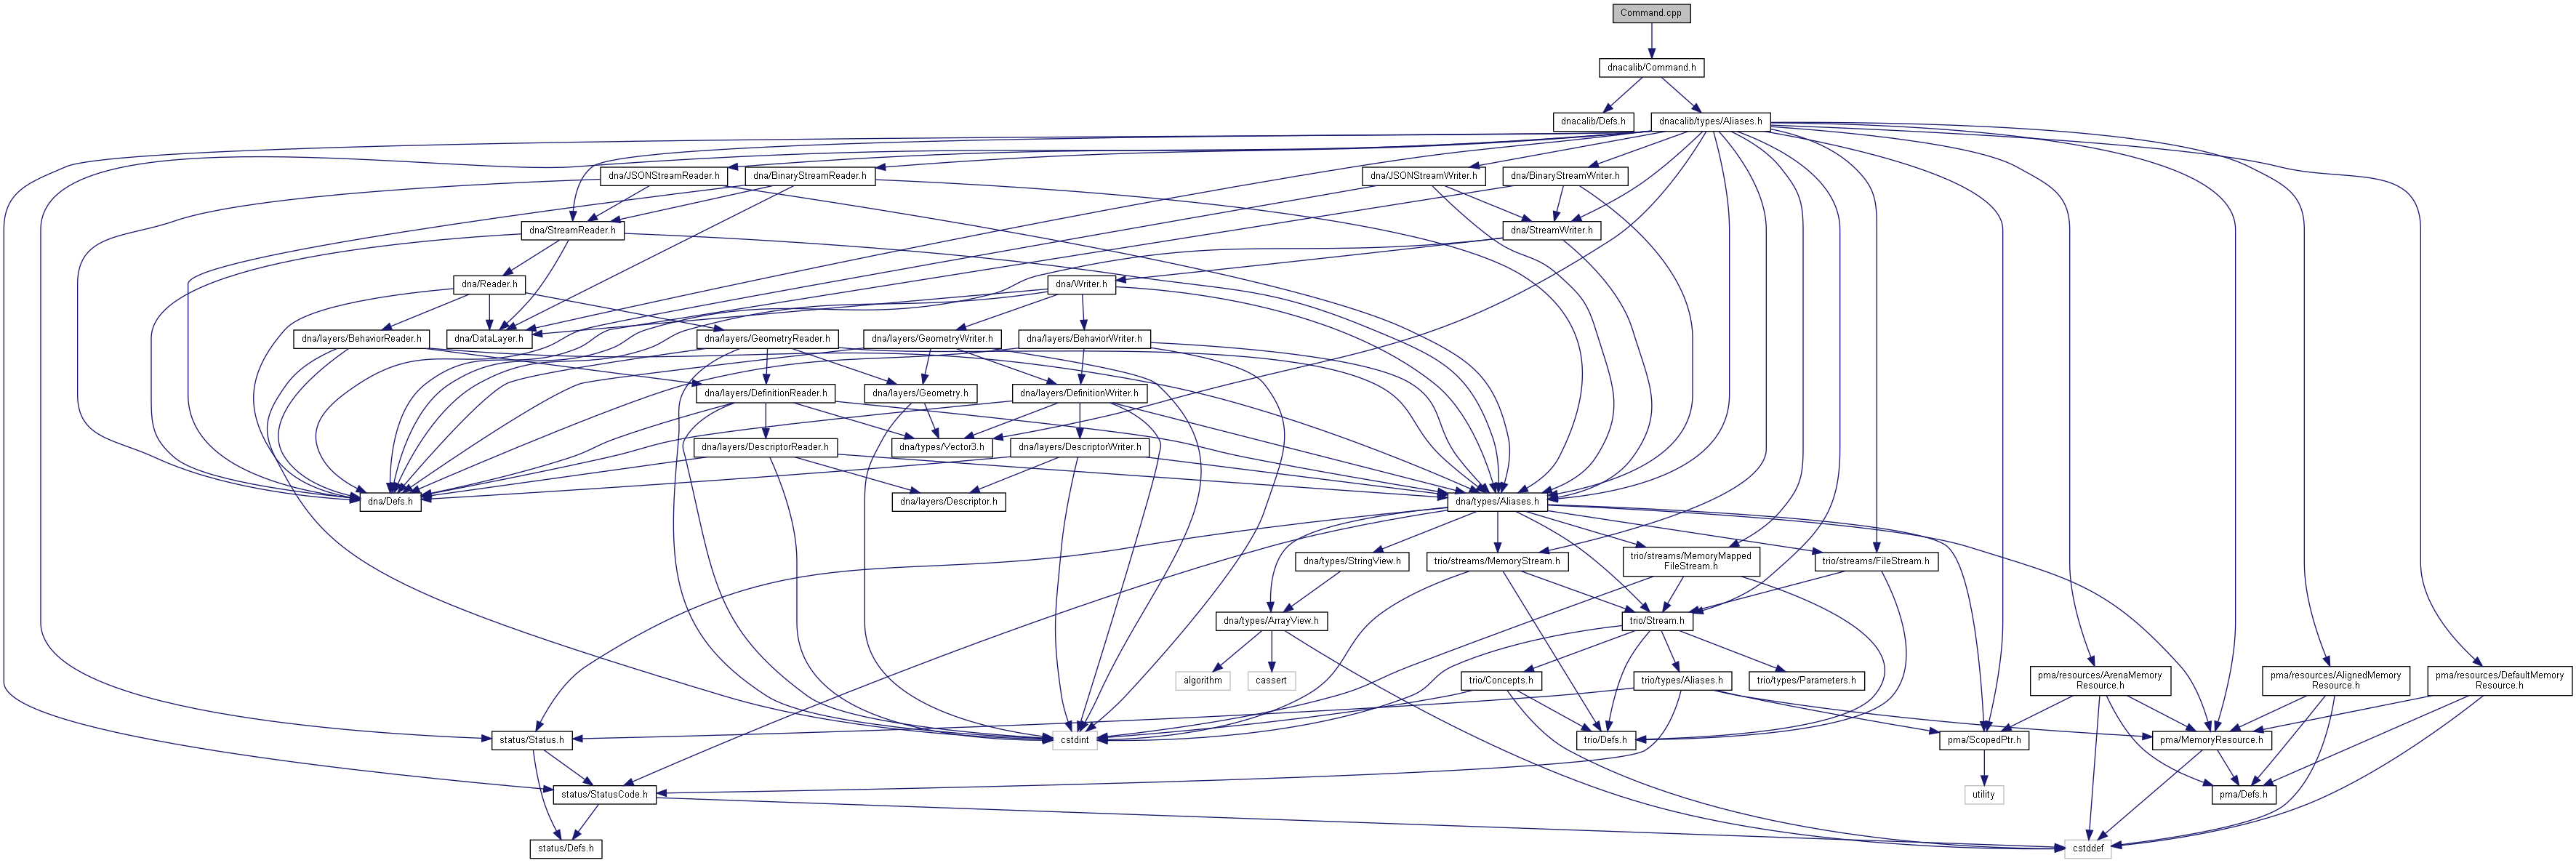 Command.cpp
dnacalib/Command.h
dnacalib/Defs.h
dnacalib/types/Aliases.h
dna/JSONStreamReader.h
dna/BinaryStreamReader.h
dna/JSONStreamWriter.h
dna/BinaryStreamWriter.h
dna/StreamReader.h
dna/StreamWriter.h
dna/Reader.h
dna/Writer.h
dna/layers/BehaviorReader.h
dna/DataLayer.h
dna/layers/GeometryReader.h
dna/layers/GeometryWriter.h
dna/layers/BehaviorWriter.h
dna/layers/DefinitionReader.h
dna/layers/Geometry.h
dna/layers/DefinitionWriter.h
dna/layers/DescriptorReader.h
dna/types/Vector3.h
dna/layers/DescriptorWriter.h
dna/Defs.h
dna/layers/Descriptor.h
dna/types/Aliases.h
dna/types/StringView.h
trio/streams/MemoryStream.h
trio/streams/MemoryMapped
FileStream.h
trio/streams/FileStream.h
dna/types/ArrayView.h
trio/Stream.h
algorithm
cassert
trio/Concepts.h
trio/types/Aliases.h
trio/types/Parameters.h
pma/resources/ArenaMemory
Resource.h
pma/resources/AlignedMemory
Resource.h
pma/resources/DefaultMemory
Resource.h
status/Status.h
cstdint
trio/Defs.h
pma/ScopedPtr.h
pma/MemoryResource.h
status/StatusCode.h
utility
pma/Defs.h
status/Defs.h
cstddef